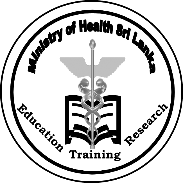 Ministry of Health Sri Lanka
Education Training Research